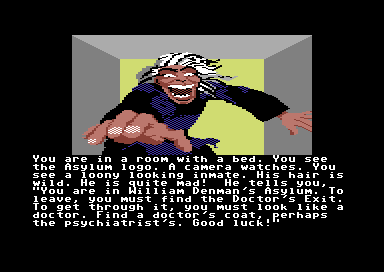 You are in a room with a bed. You see
the Asylum logo. A camera watches. You
see a loony looking inmate. His hair is
wild. He is quite mad!  He tells you,
"You are in William Denman's Asylum. To
leave, you must find the Doctor's Exit.
To get through it, you must look like a
doctor. Find a doctor's coat, perhaps
the psychiatrist's. Good luck!"